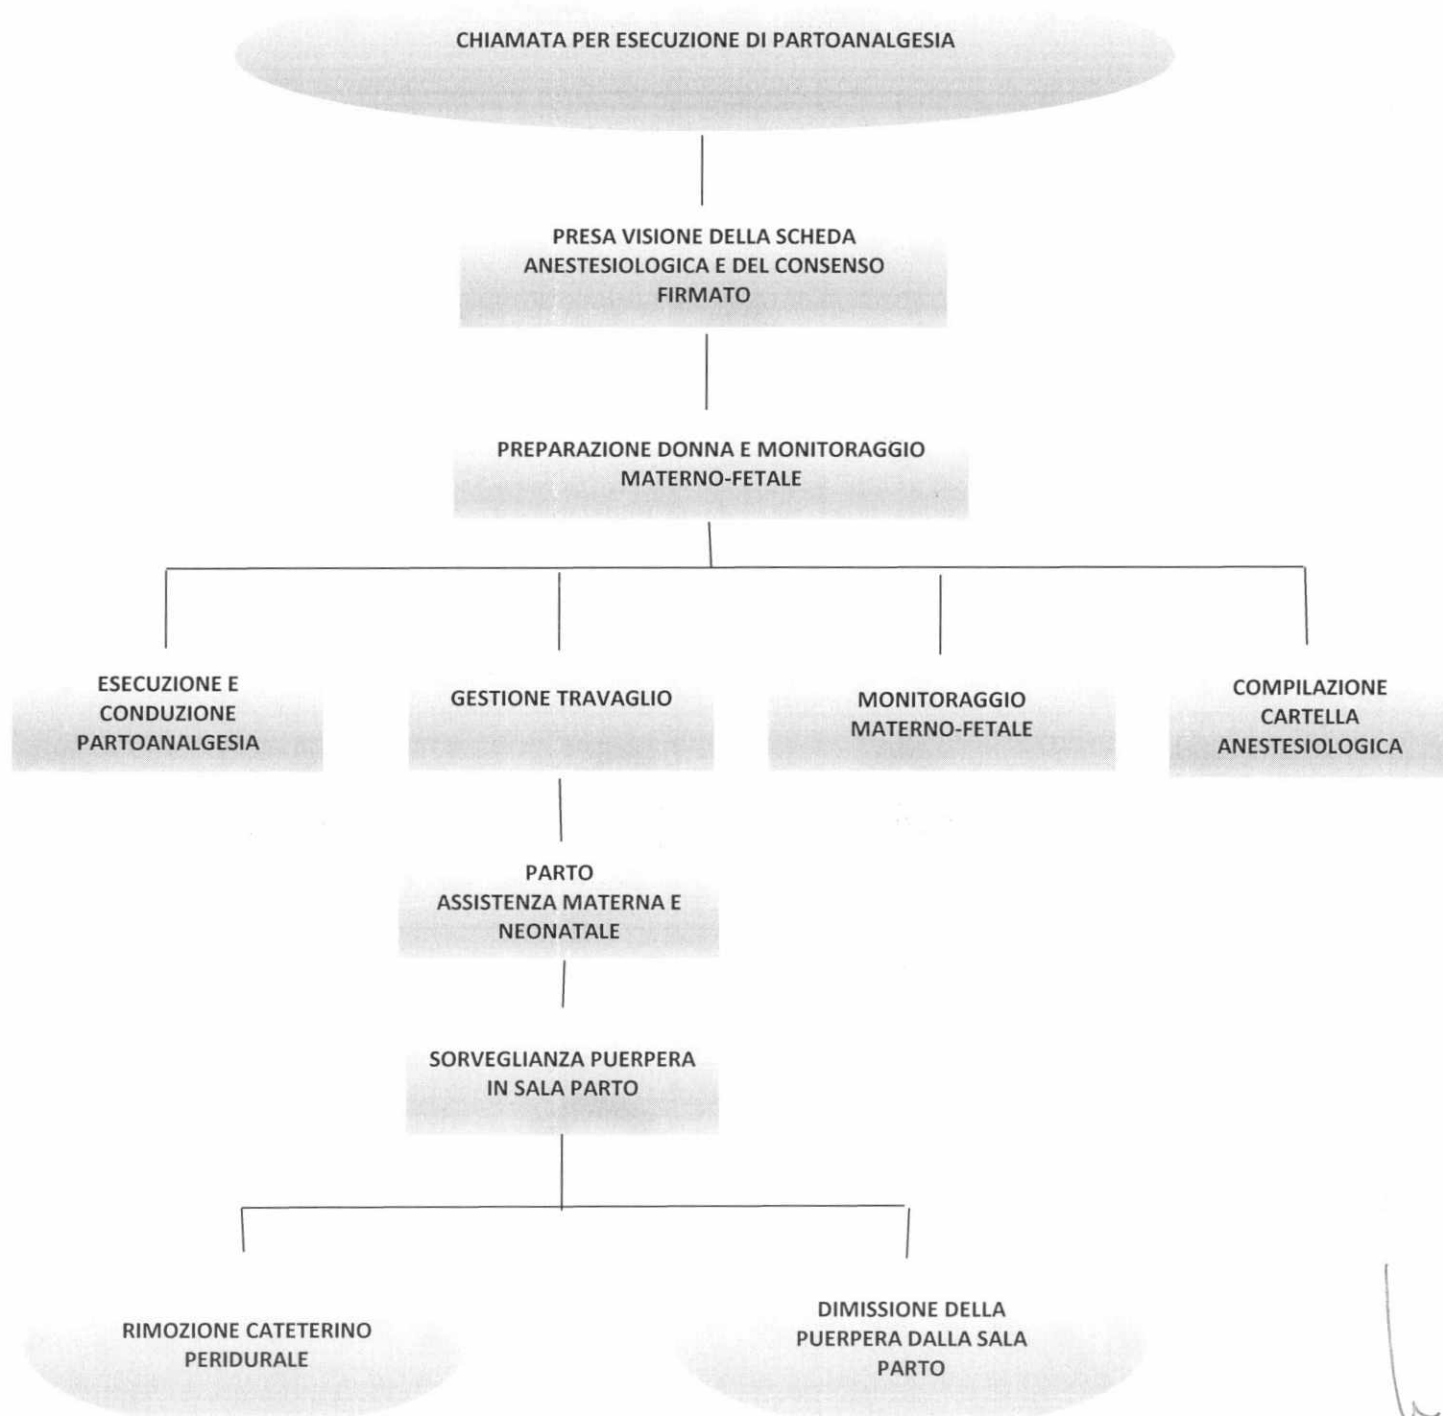 CHIAMATA PER ESECUZIONE DI PARTOANALGESIA
PRESA VISIONE DELLA SCHEDA
ANESTESIOLOGICA E DEL CONSENSO
FIRMATO
PREPARAZIONE DONNA E MONITORAGGIO
MATERNO-FETALE
ESECUZIONE E
CONDUZIONE
PARTOANALGESIA
GESTIONE TRAVAGLIO
MONITORAGGIO
MATERNO-FETALE
COMPILAZIONE
CARTELLA
ANESTESIOLOGICA
PARTO
ASSISTENZA MATERNA E
NEONATALE
SORVEGLIANZA PUERPERA
IN SALA PARTO
RIMOZIONE CATETERINO
PERIDURALE
DIMISSIONE DELLA
PUERPERA DALLA SALA
PARTO